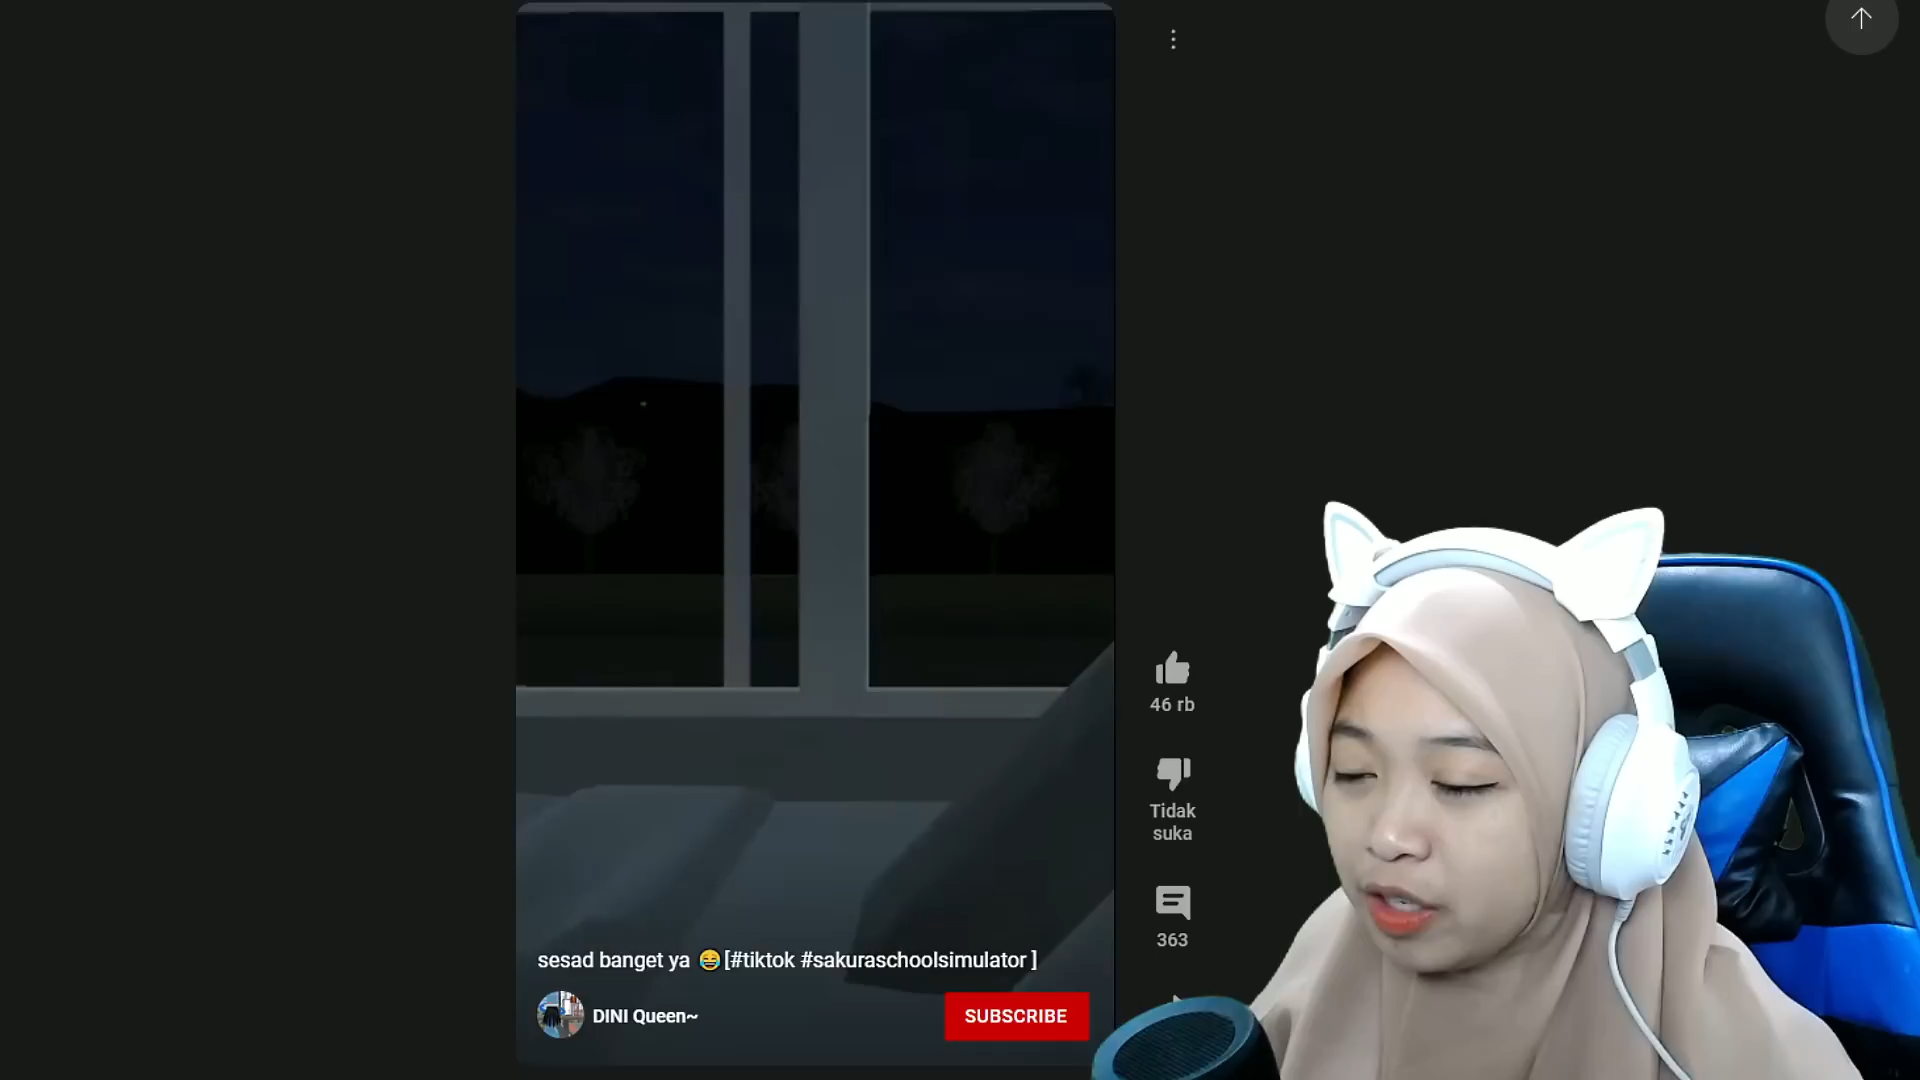 46 rb
Tidak
suka
363
sesad banget ya 😂[#tiktok #sakuraschoolsimulator]
DINI Queen~
SUBSCRIBE